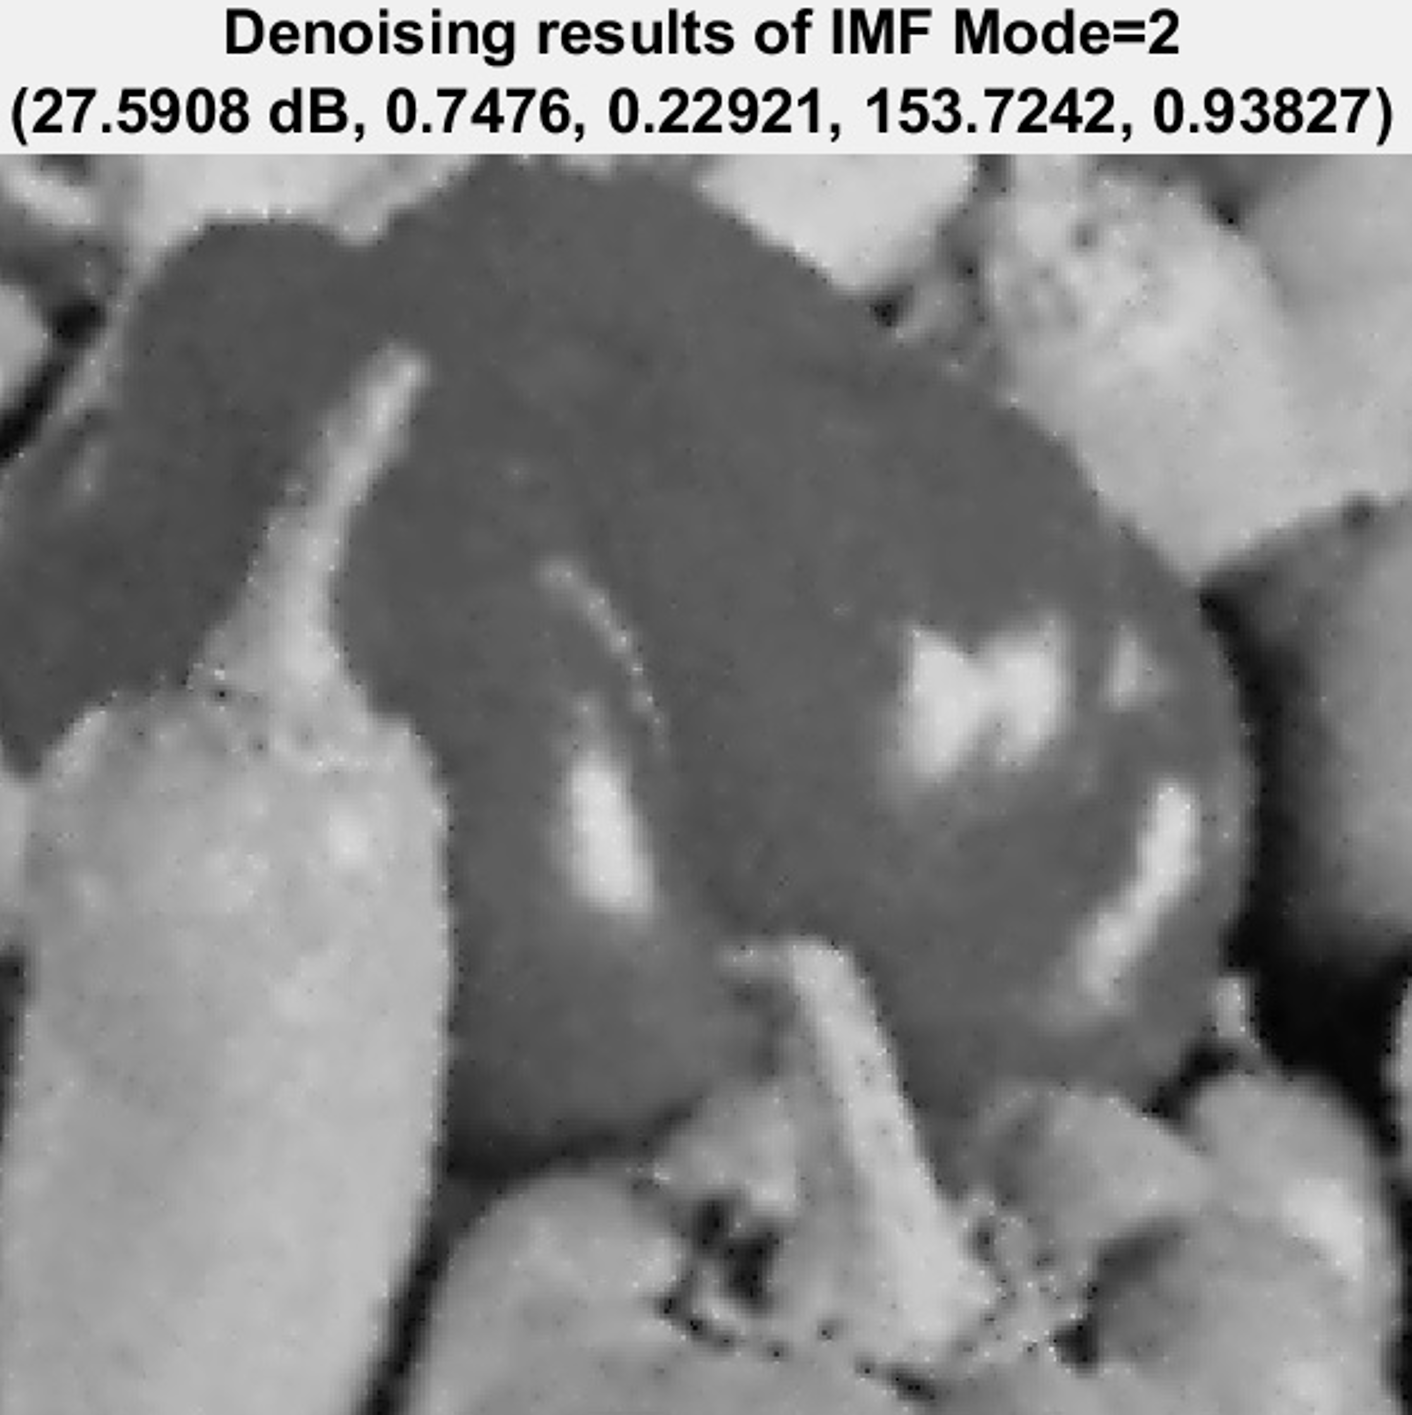 Denoising results of IMF Mode=2
(27.5908 dB, 0.7476, 0.22921, 153.7242, 0.93827)